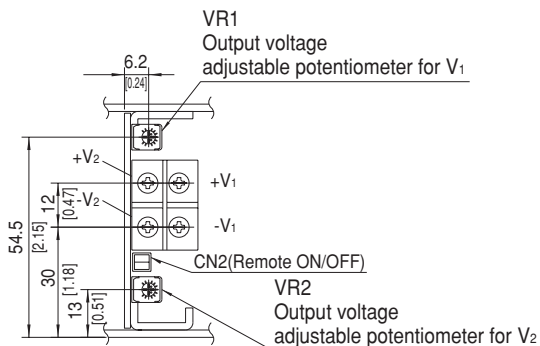 VR1
Output voltage
adjustable potentiometer for V1
6.2
[0.24]
+V2
+V1
12
[0.47]
-V2
-V1
54.5
[2.15]
CN2(Remote ON/OFF)
30
[1.18]
13
[0.51]
VR2
Output voltage
adjustable potentiometer for V2